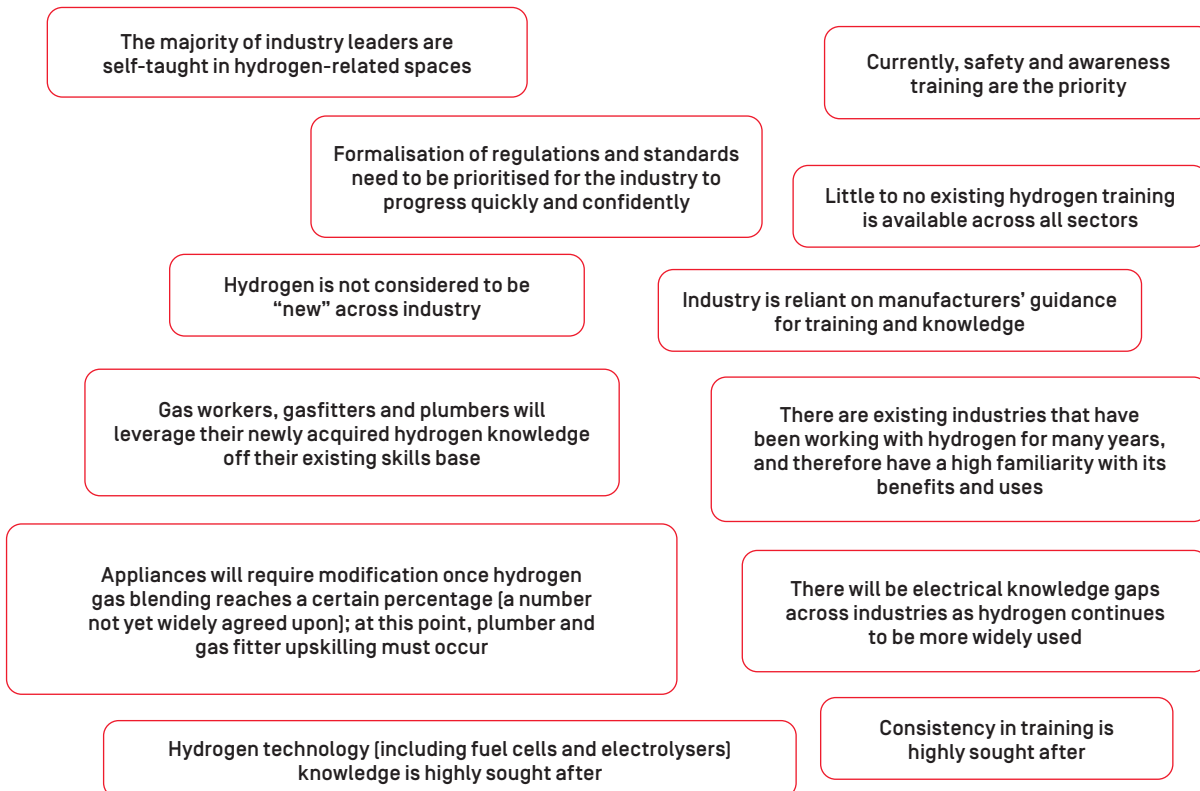 The majority of industry leaders are
self-taught in hydrogen-related spaces
Currently, safety and awareness
training are the priority
Formalisation of regulations and standards
need to be prioritised for the industry to
progress quickly and confidently
Little to no existing hydrogen training
is available across all sectors
Hydrogen is not considered to be
“new” across industry
Industry is reliant on manufacturers’ guidance
for training and knowledge
Gas workers, gasfitters and plumbers will
leverage their newly acquired hydrogen knowledge
off their existing skills base
There are existing industries that have
been working with hydrogen for many years,
and therefore have a high familiarity with its
benefits and uses
Appliances will require modification once hydrogen
gas blending reaches a certain percentage (a number
not yet widely agreed upon); at this point, plumber and
gas fitter upskilling must occur
There will be electrical knowledge gaps
across industries as hydrogen continues
to be more widely used
Hydrogen technology (including fuel cells and electrolysers)
knowledge is highly sought after
Consistency in training is
highly sought after